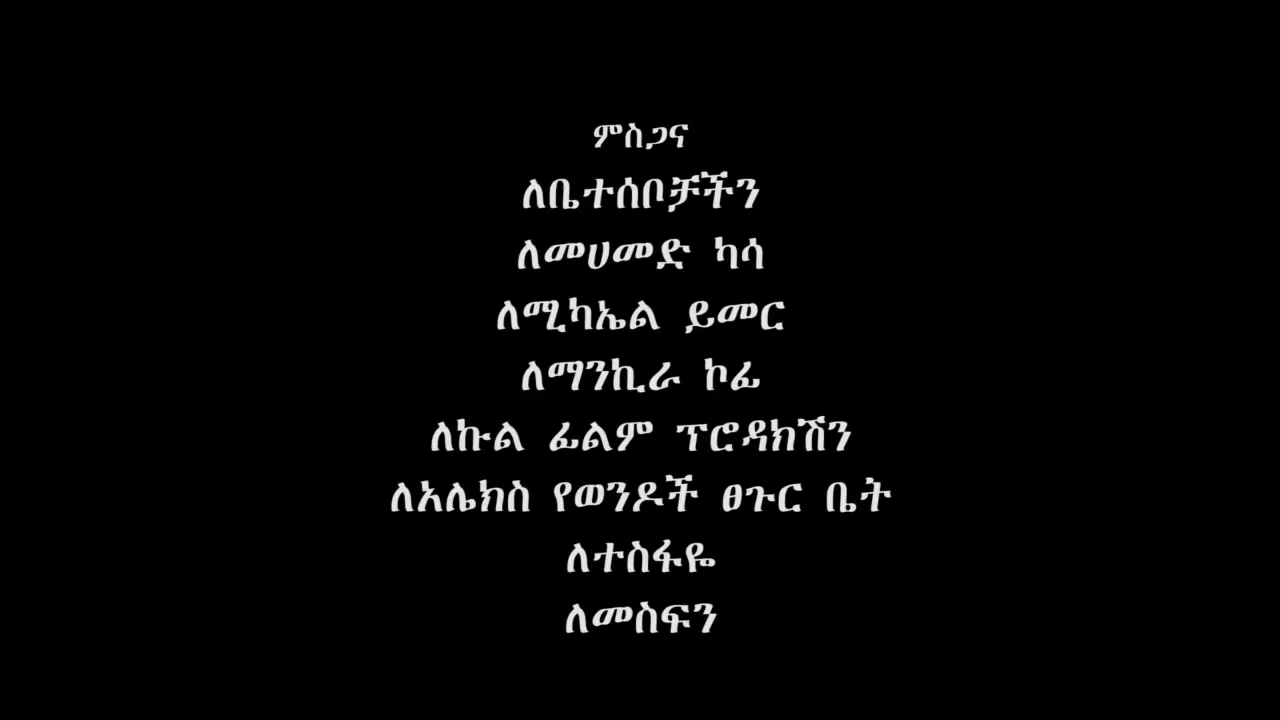 ምስጋና
ለቤተሰቦቻችን
ለመሀመድ ካሳ
ለሚካኤል ይመር
ለማንኪራ ኮፊ
ለኩል ፊልም ፕሮዳክሽን
ለአሌክስ የወንዶች ፀጉር ቤት
ለተስፋዬ
ለመስፍን